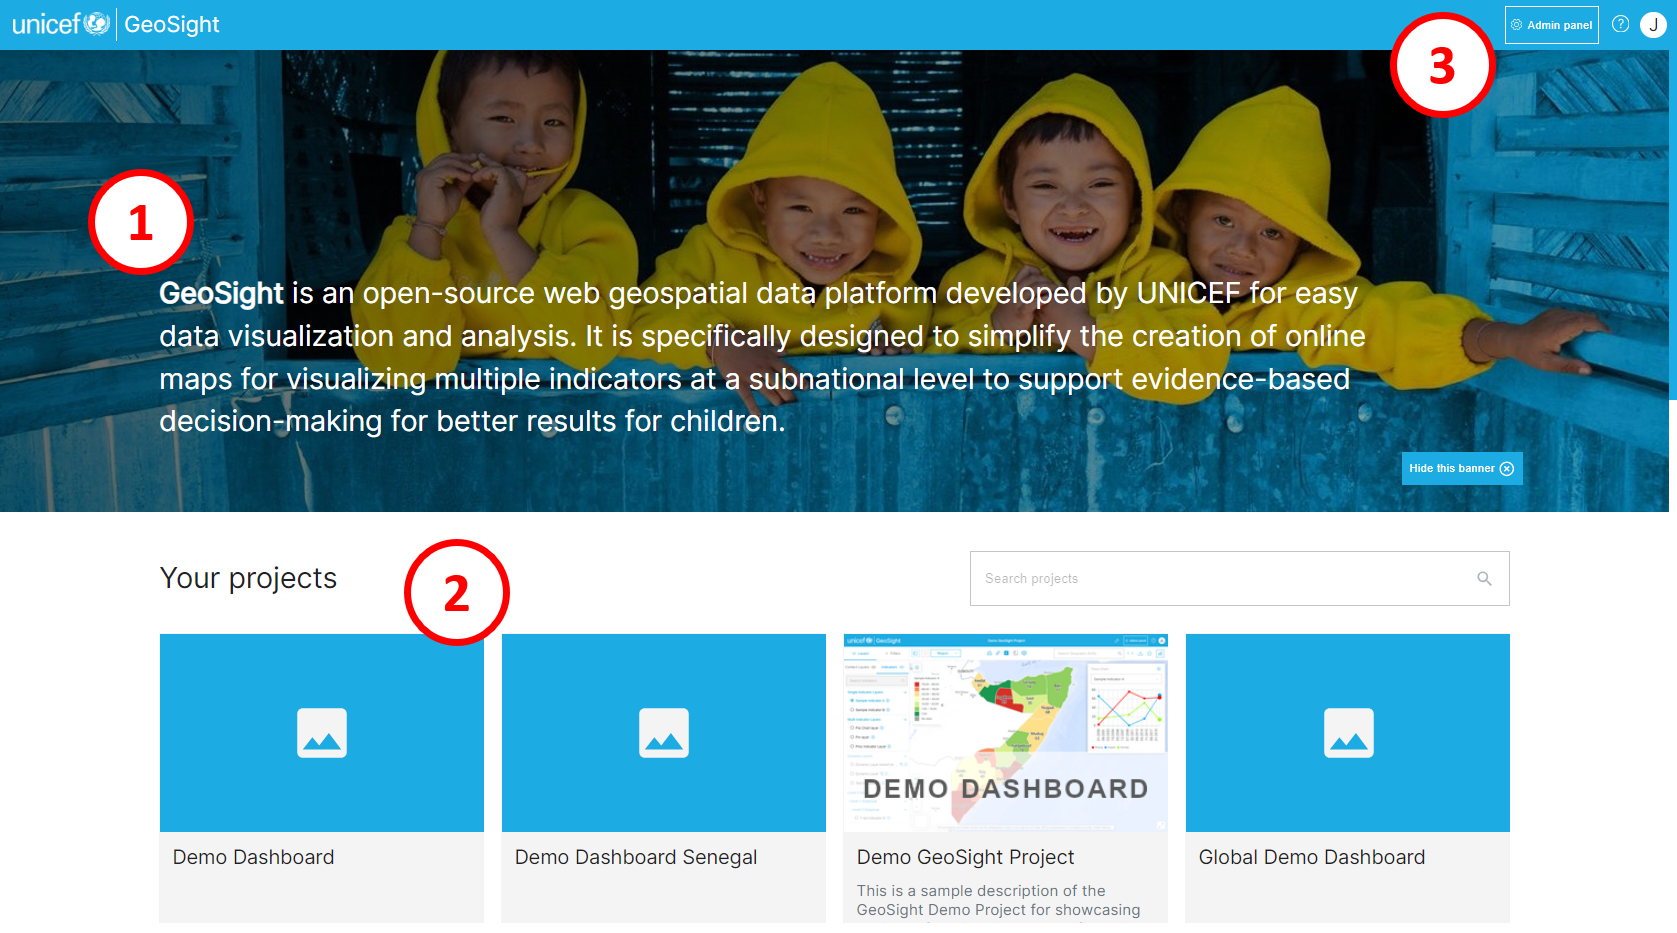 unicef GeoSight
Admin panel
?
J
3
1
GeoSight is an open-source web geospatial data platform developed by UNICEF for easy
data visualization and analysis. It is specifically designed to simplify the creation of online
maps for visualizing multiple indicators at a subnational level to support evidence-based
decision-making for better results for children.
Hide this banner
Your projects
2
Search projects
unicef GeoSight
DEMO DASHBOARD
Demo Dashboard
Demo Dashboard Senegal
Demo GeoSight Project
Global Demo Dashboard
This is a sample description of the
GeoSight Demo Project for showcasing